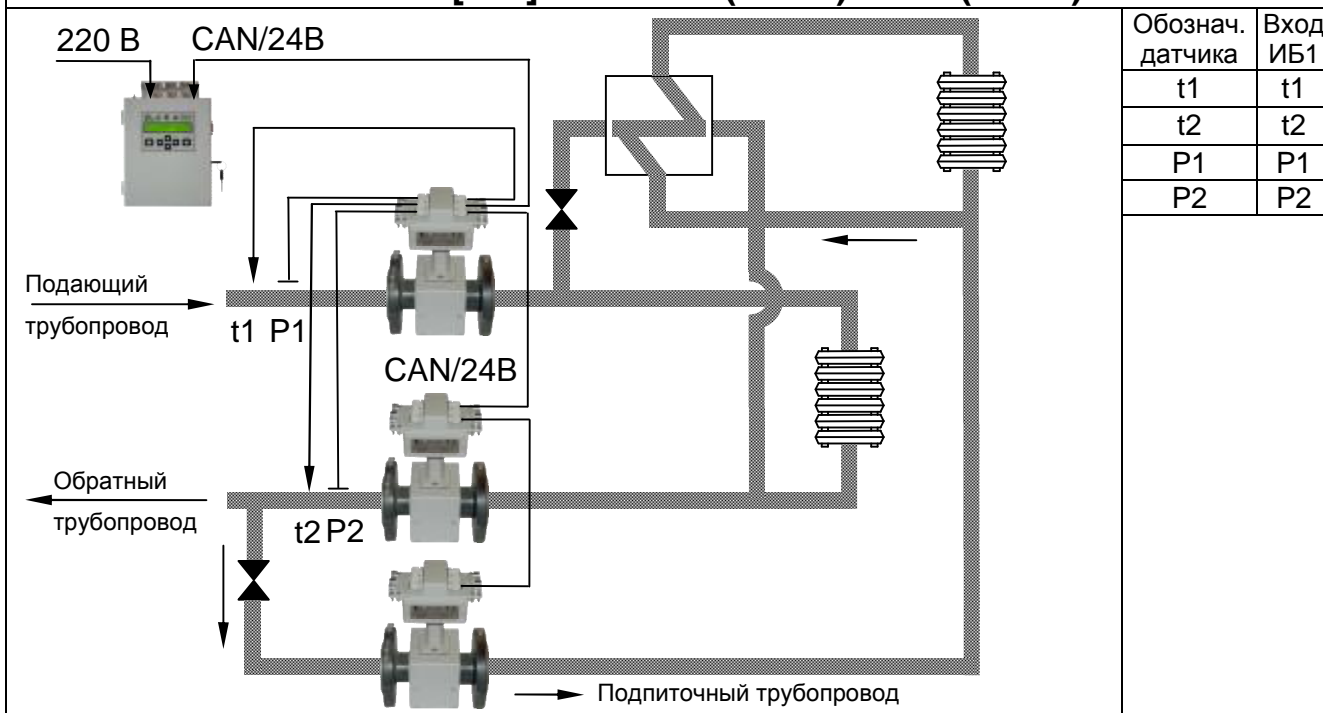 220 В
CAN/24В
Подающий
трубопровод
t1 P1
CAN/24В
Обратный
трубопровод
t2 P2
Подпиточный трубопровод
Обознач. датчика
Вход ИБ1
t1 t1
t2 t2
P1 P1
P2 P2